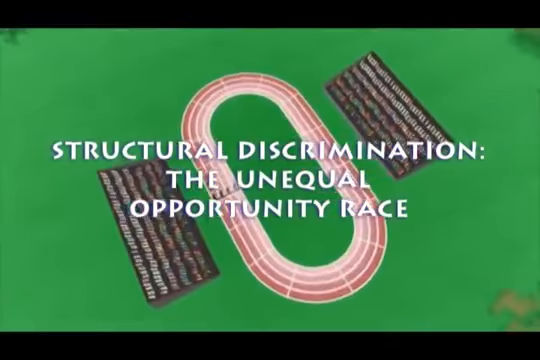 STRUCTURAL DISCRIMINATION:
THE UNEQUAL
OPPORTUNITY RACE